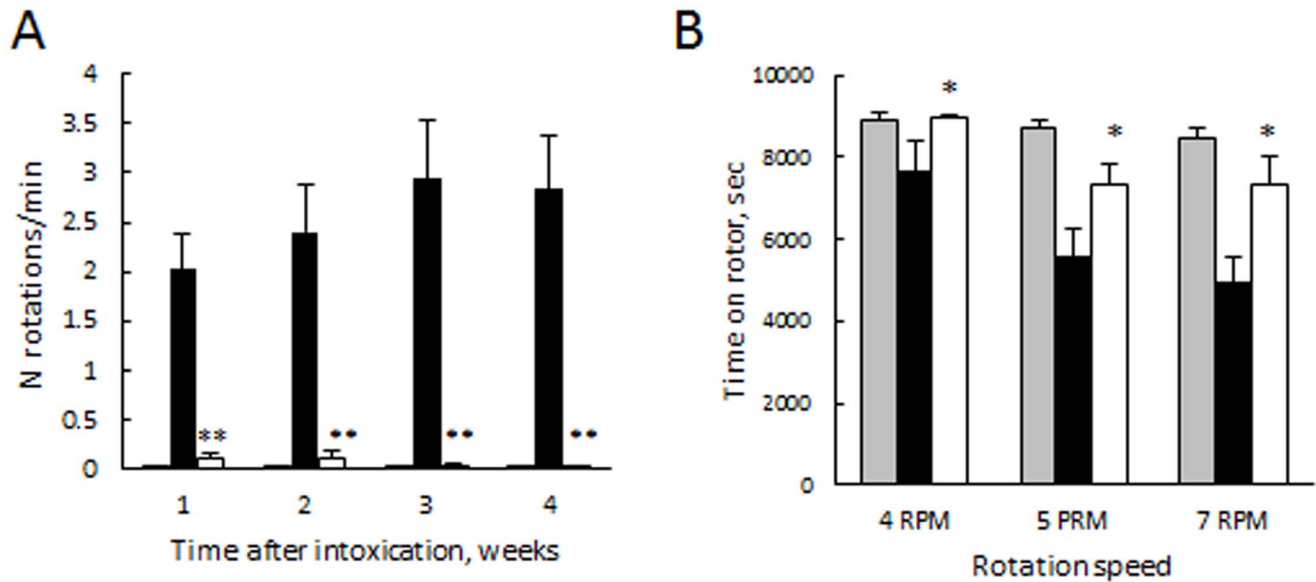 A
N rotations/min
4
3.5
3
2.5
2
1.5
1
0.5
0
**
**
**
**
1 2 3 4
Time after intoxication, weeks
B
Time on rotor, sec
10000
8000
6000
4000
2000
0
*
*
*
4 RPM 5 PRM 7 RPM
Rotation speed